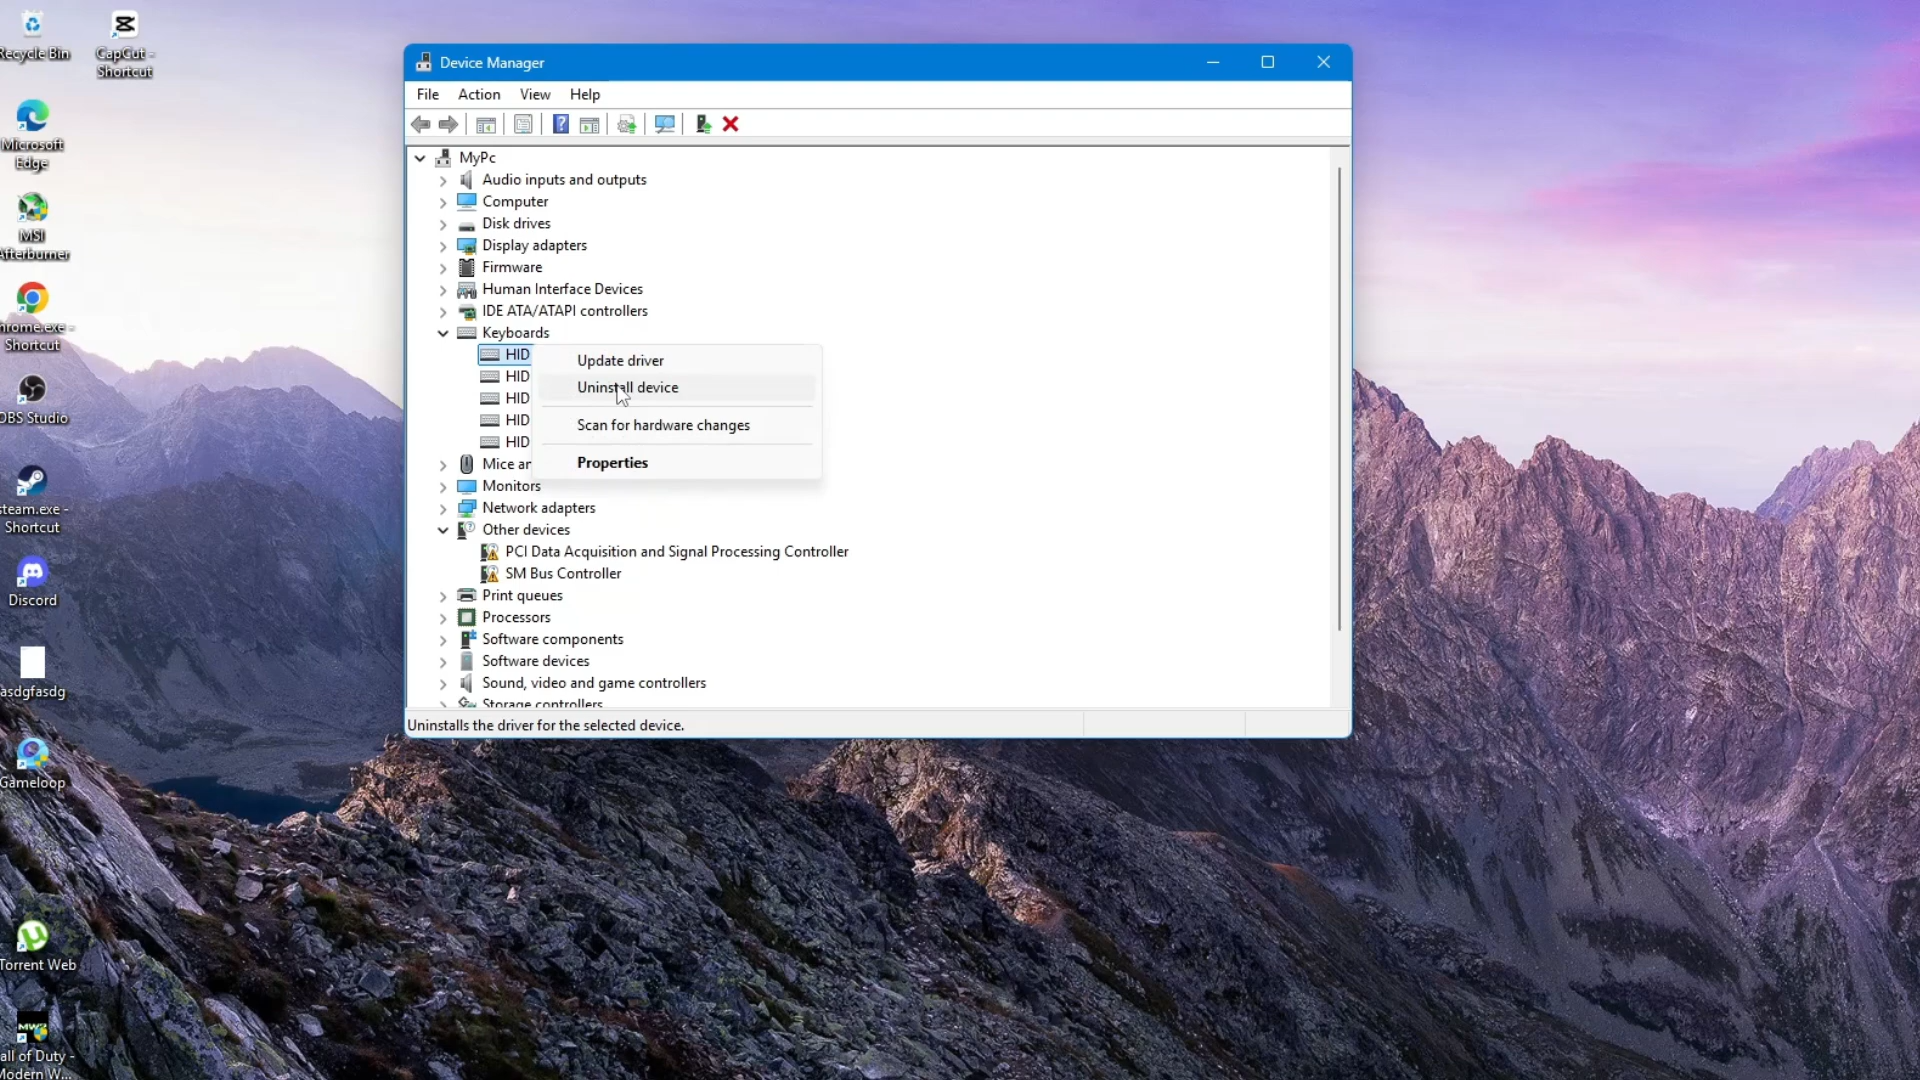 Recycle Bin
CapCut -
Shortcut
Microsoft
Edge
MSI
Afterburner
hrome.exe -
Shortcut
OBS Studio
steam.exe -
Shortcut
Discord
asdgfasdg
Gameloop
Torrent Web
all of Duty -
Modern W...
Device Manager
File Action View Help
MyPc
Audio inputs and outputs
Computer
Disk drives
Display adapters
Firmware
Human Interface Devices
IDE ATA/ATAPI controllers
Keyboards
HID
HID
HID
HID
HID
Update driver
Uninstall device
Scan for hardware changes
Properties
Mice an
Monitors
Network adapters
Other devices
PCI Data Acquisition and Signal Processing Controller
SM Bus Controller
Print queues
Processors
Software components
Software devices
Sound, video and game controllers
Storage controllers
Uninstalls the driver for the selected device.